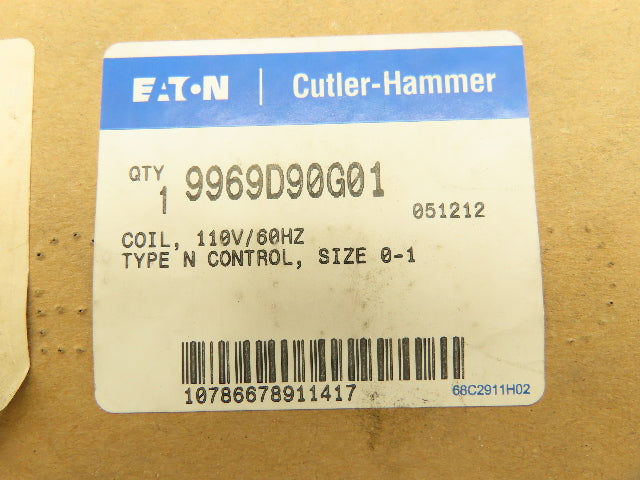 EATON | Cutler-Hammer
QTY
1 9969D90G01
051212
COIL, 110V/60HZ
TYPE N CONTROL, SIZE 0-1
10786678911417
68C2911H02